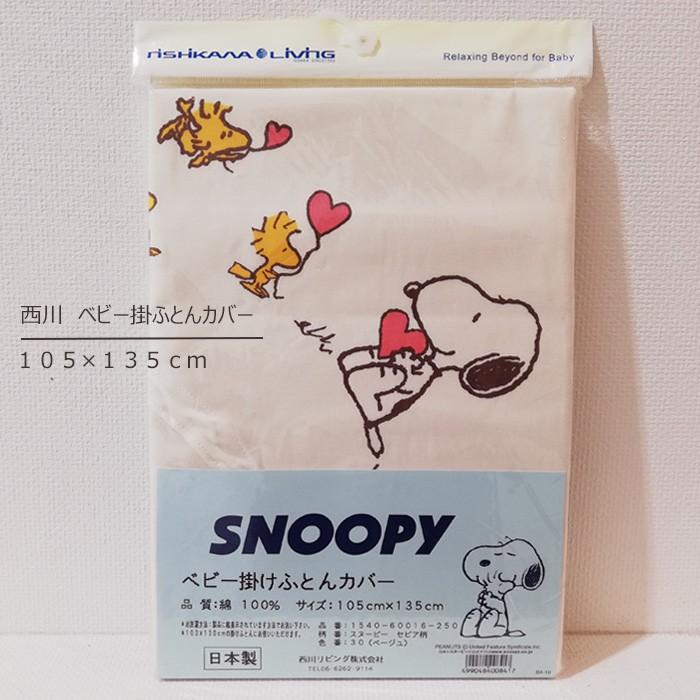 nishikawa Living
Relaxing Beyond for Baby
西川 ベビー掛ふとんカバー
105×135cm
SNOOPY
ベビー掛けふとんカバー
品 質:綿 100% サイズ:105cm×135cm
品 番:1540-60016-250
柄 :スヌーピー セピア柄
色 :30(ベージュ)
日本製
西川リビング株式会社
TEL06-6262-9114
PEANUTS © United Feature Syndicate, Inc.
4990484008417